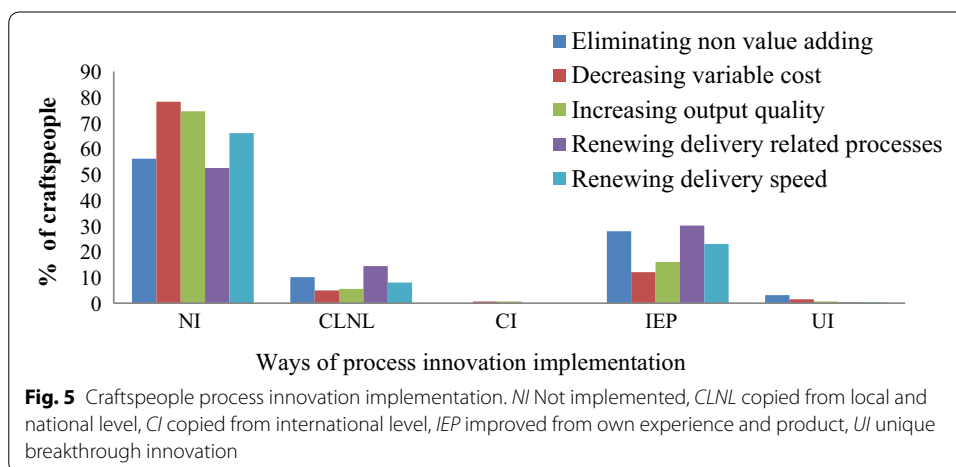 Eliminating non value adding
Decreasing variable cost
Increasing output quality
Renewing delivery related processes
Renewing delivery speed
% of craftspeople
90
80
70
60
50
40
30
20
10
0
NI CLNL CI IEP UI
Ways of process innovation implementation
Fig. 5 Craftspeople process innovation implementation. NI Not implemented, CLNL copied from local and
national level, CI copied from international level, IEP improved from own experience and product, UI unique
breakthrough innovation